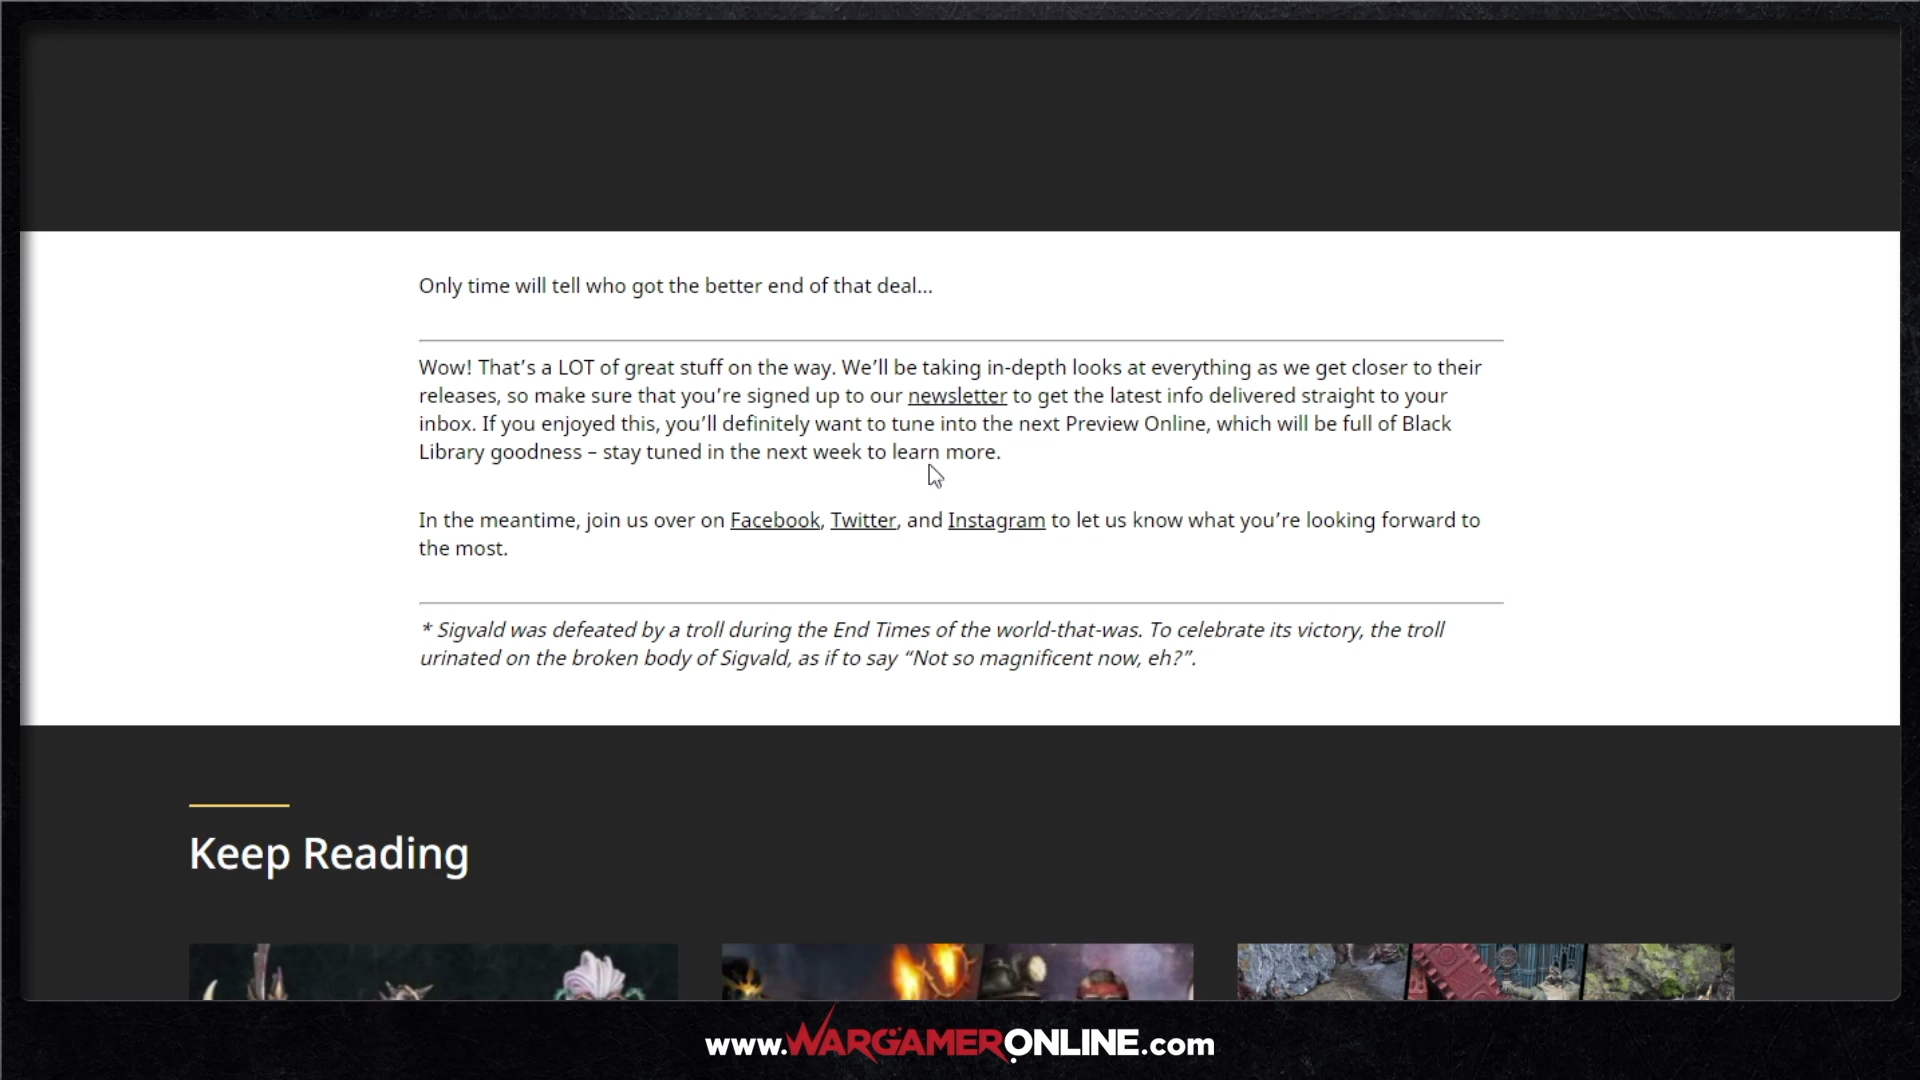 Only time will tell who got the better end of that deal…
Wow! That’s a LOT of great stuff on the way. We’ll be taking in-depth looks at everything as we get closer to their
releases, so make sure that you’re signed up to our newsletter to get the latest info delivered straight to your
inbox. If you enjoyed this, you’ll definitely want to tune into the next Preview Online, which will be full of Black
Library goodness – stay tuned in the next week to learn more.
In the meantime, join us over on Facebook, Twitter, and Instagram to let us know what you’re looking forward to
the most.
* Sigvald was defeated by a troll during the End Times of the world-that-was. To celebrate its victory, the troll
urinated on the broken body of Sigvald, as if to say “Not so magnificent now, eh?”.
Keep Reading
www.WARGAMERONLINE.com